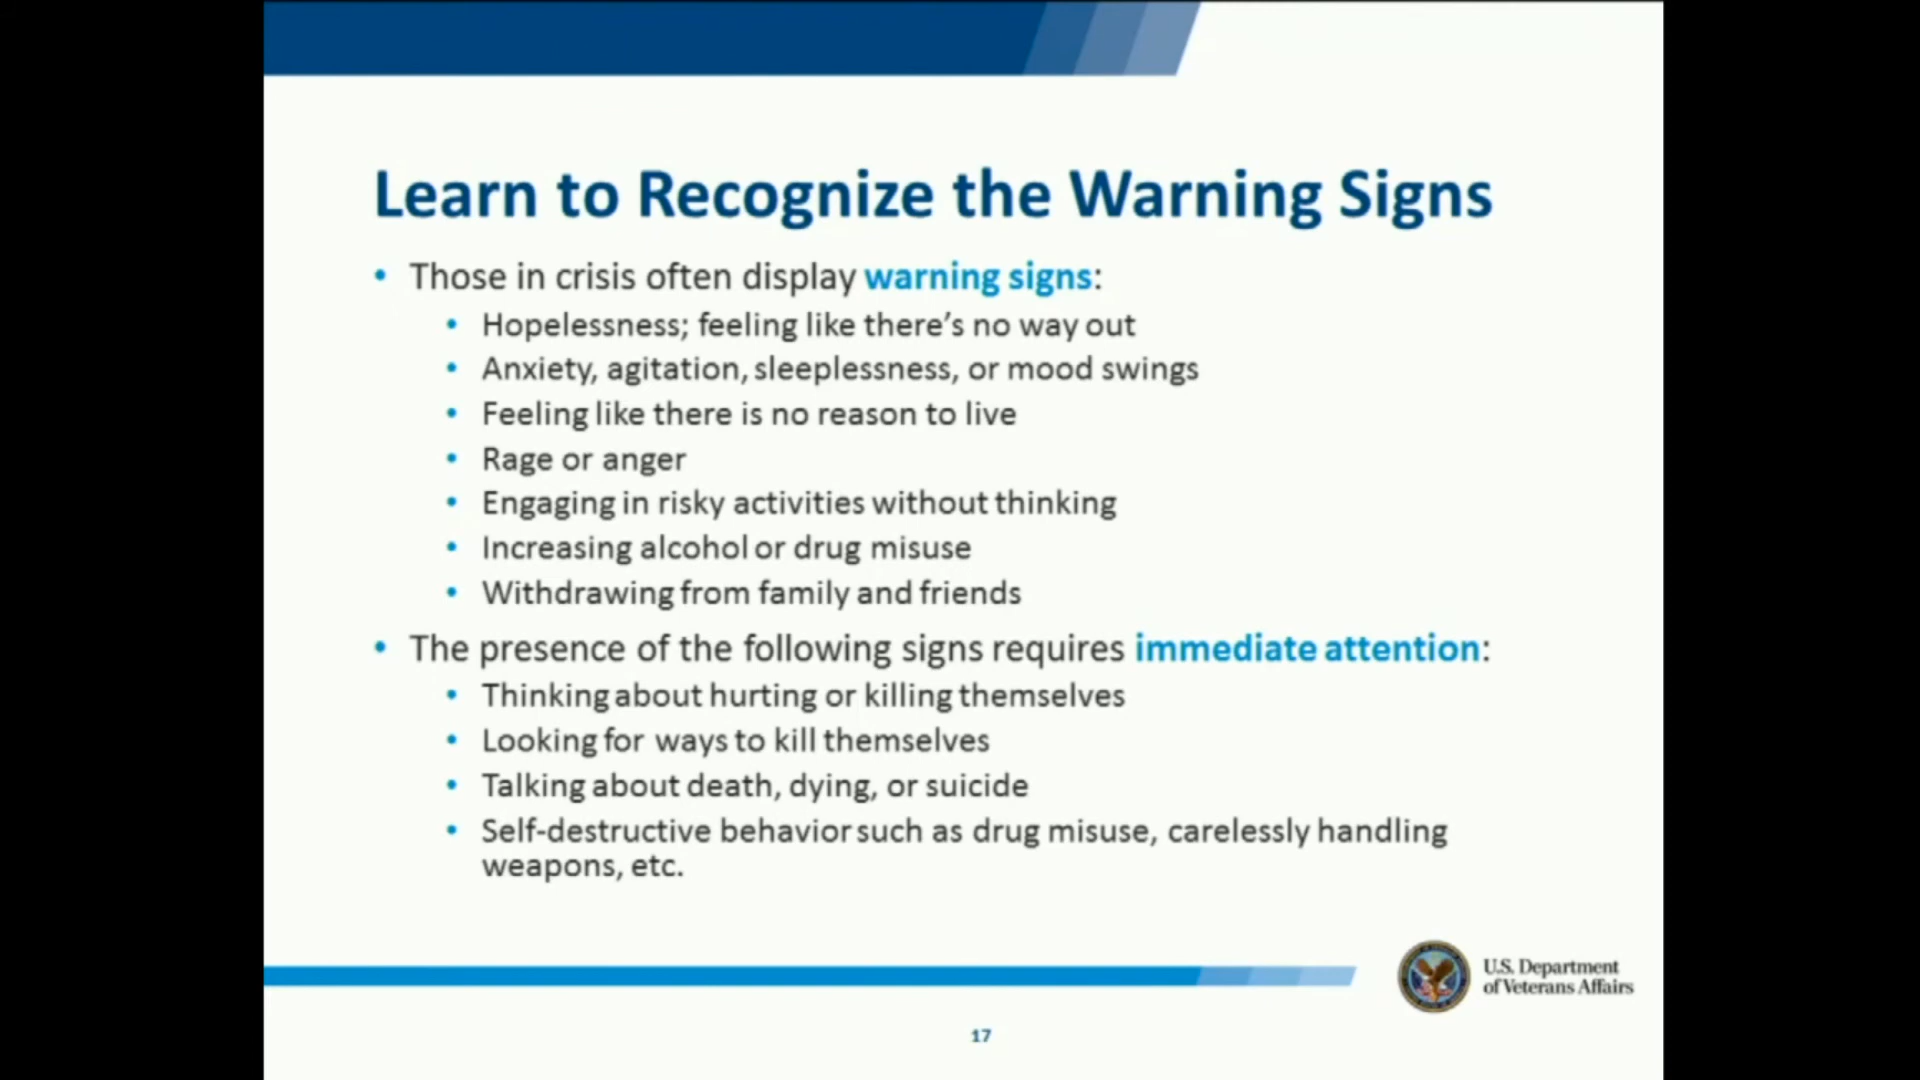 Learn to Recognize the Warning Signs
• Those in crisis often display warning signs:
• Hopelessness; feeling like there’s no way out
• Anxiety, agitation, sleeplessness, or mood swings
• Feeling like there is no reason to live
• Rage or anger
• Engaging in risky activities without thinking
• Increasing alcohol or drug misuse
• Withdrawing from family and friends
• The presence of the following signs requires immediate attention:
• Thinking about hurting or killing themselves
• Looking for ways to kill themselves
• Talking about death, dying, or suicide
• Self-destructive behavior such as drug misuse, carelessly handling
weapons, etc.
U.S. Department
of Veterans Affairs
17